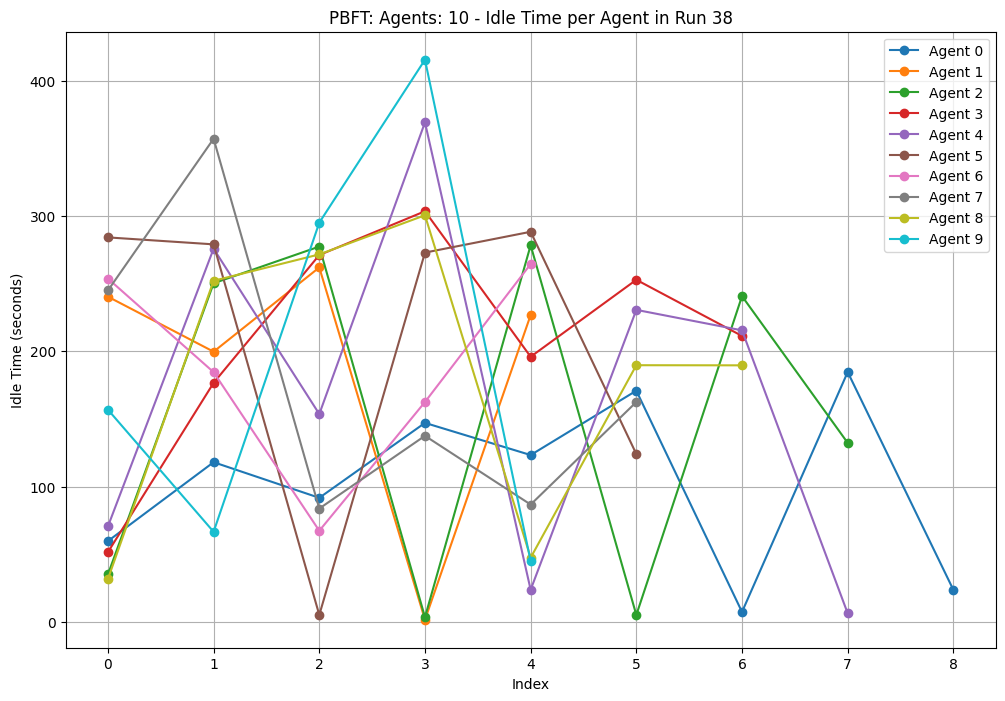 PBFT: Agents: 10 - Idle Time per Agent in Run 38
Idle Time (seconds)
400
300
200
100
0
0 1 2 3 4 5 6 7 8
Index
Agent 0
Agent 1
Agent 2
Agent 3
Agent 4
Agent 5
Agent 6
Agent 7
Agent 8
Agent 9